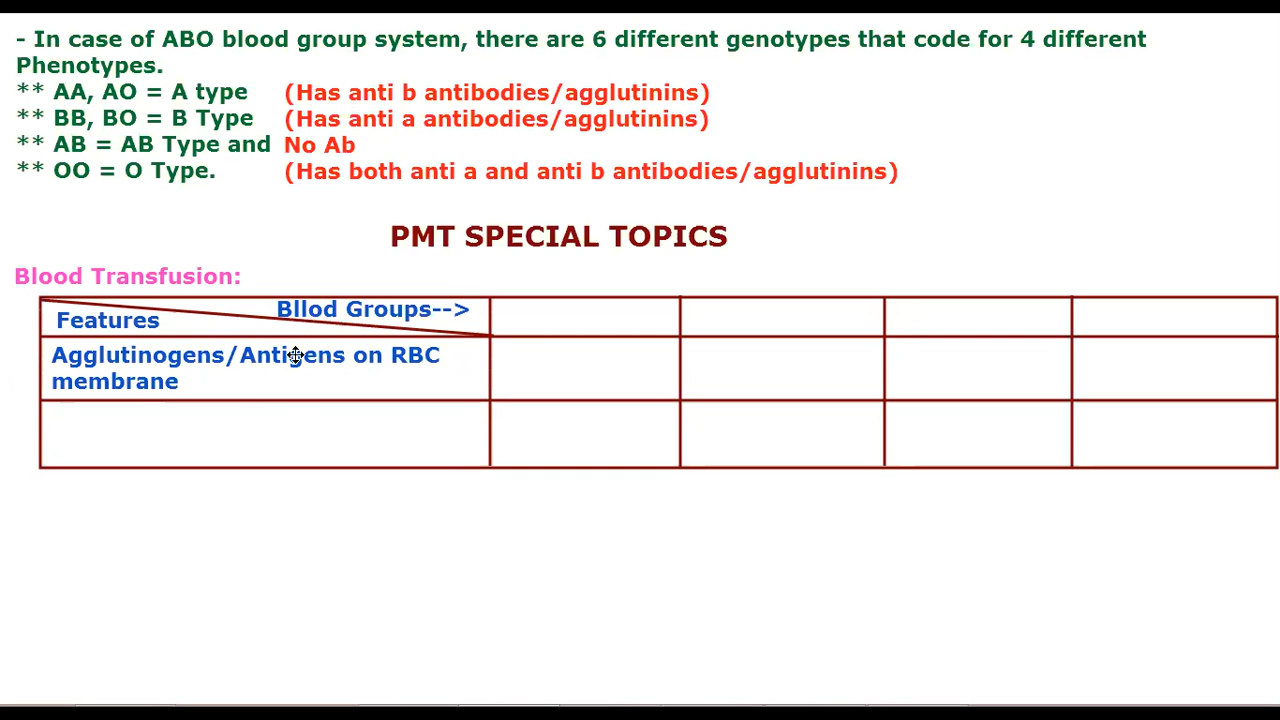 - In case of ABO blood group system, there are 6 different genotypes that code for 4 different
Phenotypes.
** AA, AO = A type (Has anti b antibodies/agglutinins)
** BB, BO = B Type (Has anti a antibodies/agglutinins)
** AB = AB Type and No Ab
** OO = O Type. (Has both anti a and anti b antibodies/agglutinins)
PMT SPECIAL TOPICS
Blood Transfusion:
Bllod Groups-->
Features
Agglutinogens/Antigens on RBC
membrane